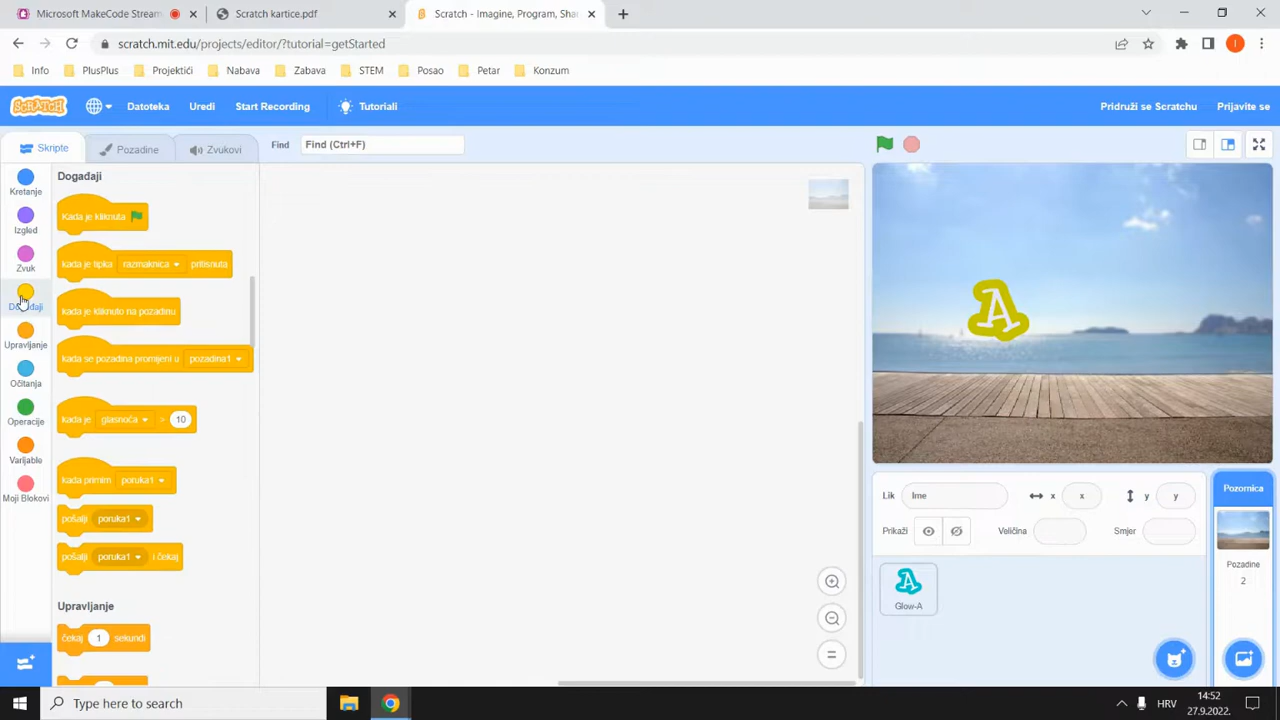 Microsoft MakeCode Stream
Scratch kartice.pdf
Scratch - Imagine, Program, Sha
scratch.mit.edu/projects/editor/?tutorial=getStarted
I
Info
PlusPlus
Projektići
Nabava
Zabava
STEM
Posao
Petar
Konzum
SCRATCH
Datoteka
Uredi
Start Recording
Tutoriali
Pridruži se Scratchu
Prijavite se
Skripte
Pozadine
Zvukovi
Find
Find (Ctrl+F)
Kretanje
Izgled
Zvuk
Događaji
Upravljanje
Očitanja
Operacije
Varijable
Moji Blokovi
Događaji
Kada je kliknuta
kada je tipka razmaknica pritisnuta
kada je kliknuto na pozadinu
kada se pozadina promijeni u pozadina1
kada je glasnoća > 10
kada primim poruka1
pošalji poruka1
pošalji poruka1 i čekaj
Upravljanje
čekaj 1 sekundi
A
Lik Ime x x y y
Prikaži Veličina Smjer
A
Glow-A
Pozornica
Pozadine
2
Type here to search
HRV
14:52
27.9.2022.